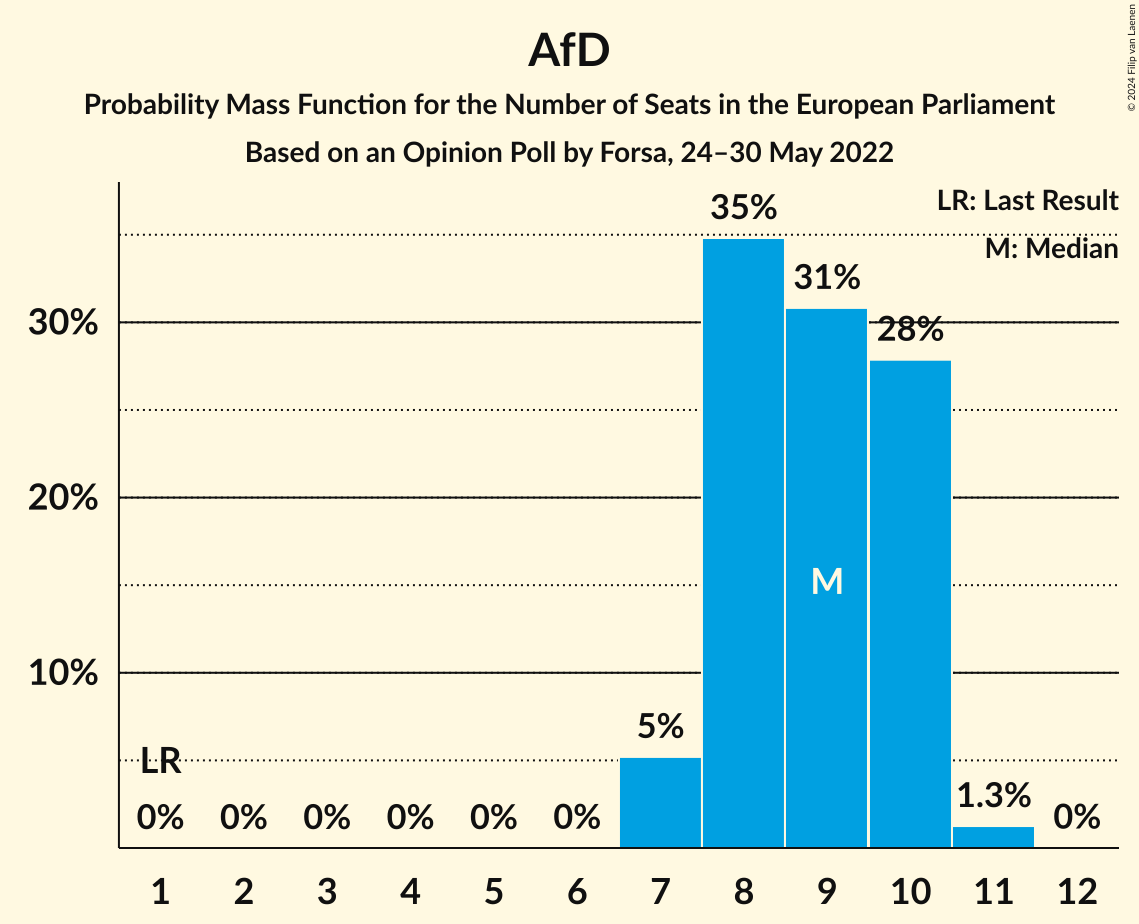 AfD
Probability Mass Function for the Number of Seats in the European Parliament
Based on an Opinion Poll by Forsa, 24–30 May 2022
© 2024 Filip van Laenen
LR: Last Result
M: Median
35%
31%
28%
30%
20%
M
10%
5%
LR
1.3%
0% 0% 0% 0% 0% 0% 0%
1 2 3 4 5 6 7 8 9 10 11 12